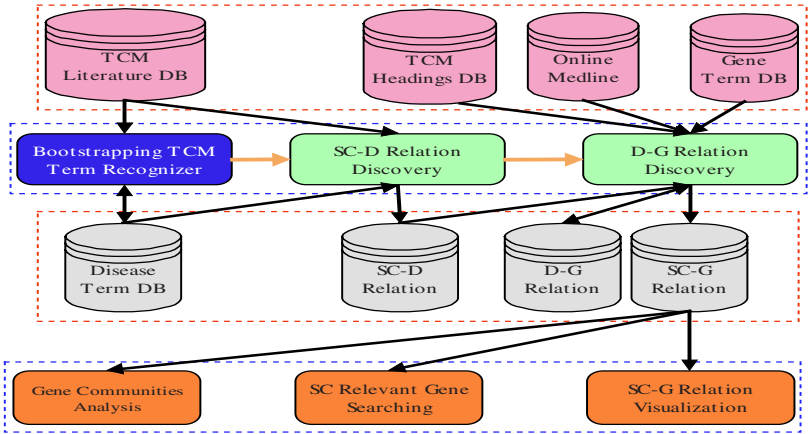 TCM
Literature DB
TCM
Headings DB
Online
Medline
Gene
Term DB
Bootstrapping TCM
Term Recognizer
SC-D Relation
Discovery
D-G Relation
Discovery
Disease
Term DB
SC-D
Relation
D-G
Relation
SC-G
Relation
Gene Communities
Analysis
SC Relevant Gene
Searching
SC-G Relation
Visualization